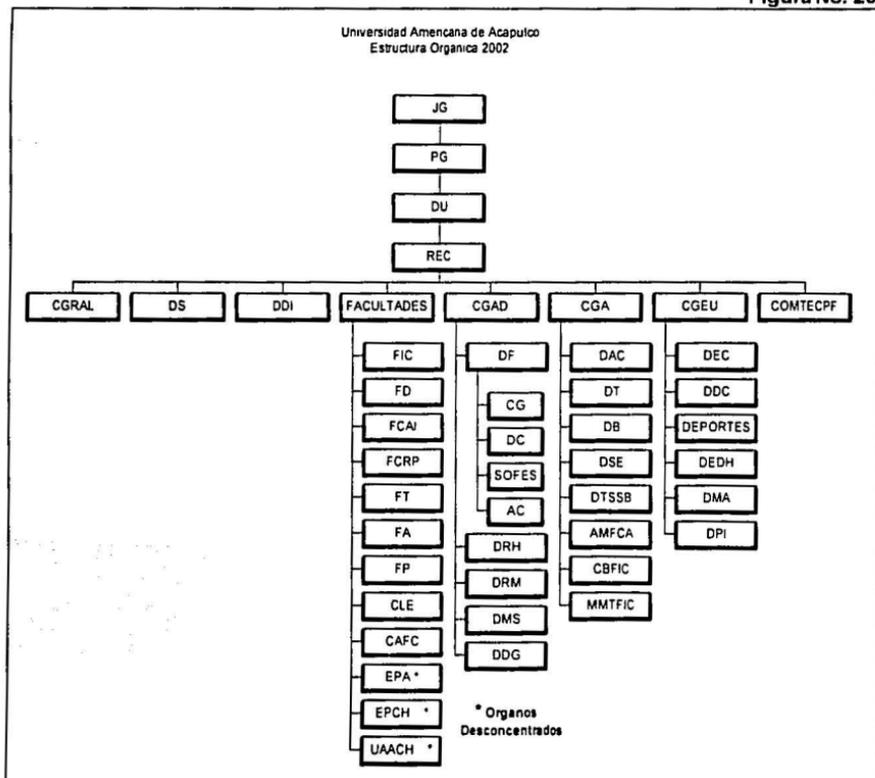 Figura No. 20
Universidad Amencana de Acapulco
Estructura Organica 2002
JG
PG
DU
REC
CGRAL DS DDI FACULTADES CGAD CGA CGEU COMTECPF
FIC DF DAC DEC
FD CG DT DDC
FCAI DC DB DEPORTES
FCRP SOFES DSE DEDH
FT AC DTSSB DMA
FA DRH AMFCA DPI
FP DRM CBFIC
CLE DMS MMTFIC
CAFC DDG
EPA *
EPCH *
UAACH *
* Organos
Desconcentrados